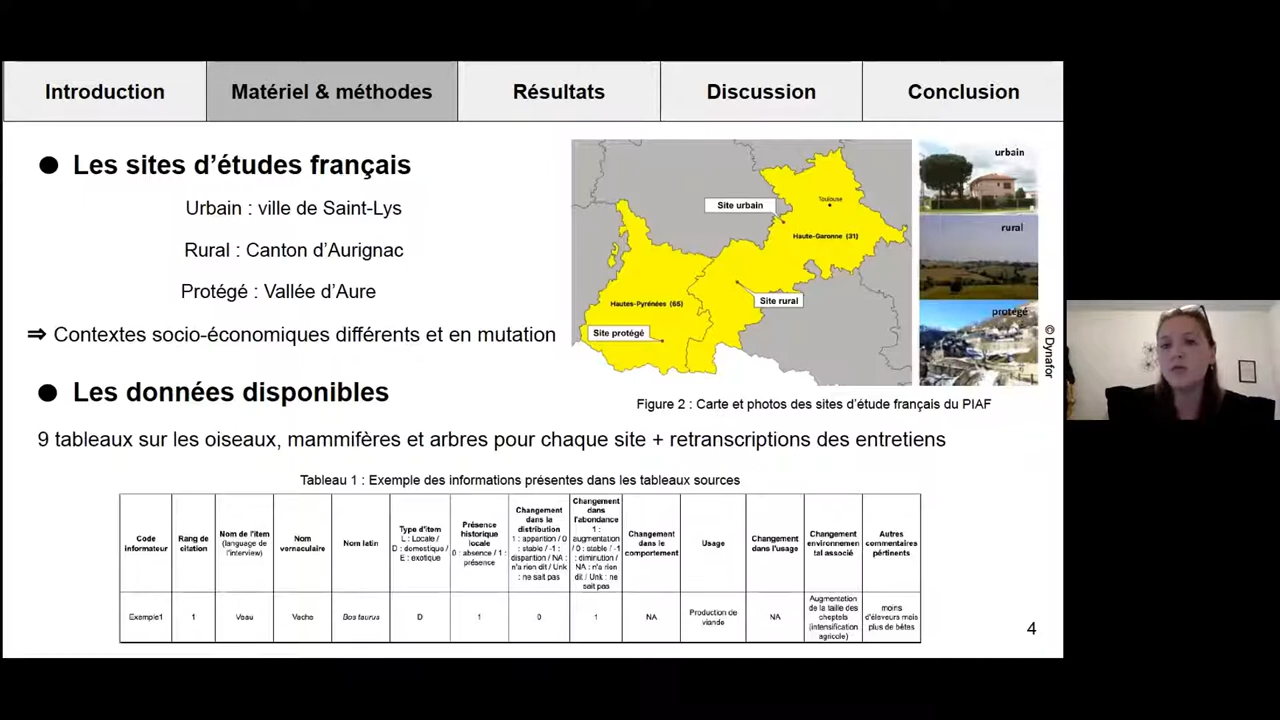 Introduction
Matériel & méthodes
Résultats
Discussion
Conclusion
● Les sites d’études français
Urbain : ville de Saint-Lys
Rural : Canton d’Aurignac
Protégé : Vallée d’Aure
⇒ Contextes socio-économiques différents et en mutation
Site urbain
Toulouse
Haute-Garonne (31)
Hautes-Pyrénées (65)
Site rural
Site protégé
urbain
rural
protégé
© Dynafor
Figure 2 : Carte et photos des sites d’étude français du PIAF
● Les données disponibles
9 tableaux sur les oiseaux, mammifères et arbres pour chaque site + retranscriptions des entretiens
Tableau 1 : Exemple des informations présentes dans les tableaux sources
Code
informateur
Rang de
citation
Nom de l'item
(language de
l'interview)
Nom
vernaculaire
Nom latin
Type d'item
L : Locale /
D : domestique /
E : exotique
Présence
historique
locale
0 : absence / 1 :
présence
Changement
dans la
distribution
1 : apparition / 0
: stable / -1 :
disparition / NA :
n'a rien dit / Unk
: ne sait pas
Changement
dans
l'abondance
1 :
augmentation
/ 0 : stable / -1
: diminution /
NA : n'a rien
dit / Unk : ne
sait pas
Changement
dans le
comportement
Usage
Changement
dans l'usage
Changement
environnemen
tal associé
Autres
commentaires
pértinents
Exemple1
1
Veau
Vache
Bos taurus
D
1
0
1
NA
Production de
viande
NA
Augmentation
de la taille des
cheptels
(intensification
agricole)
moins
d'éleveurs mais
plus de bêtes
4